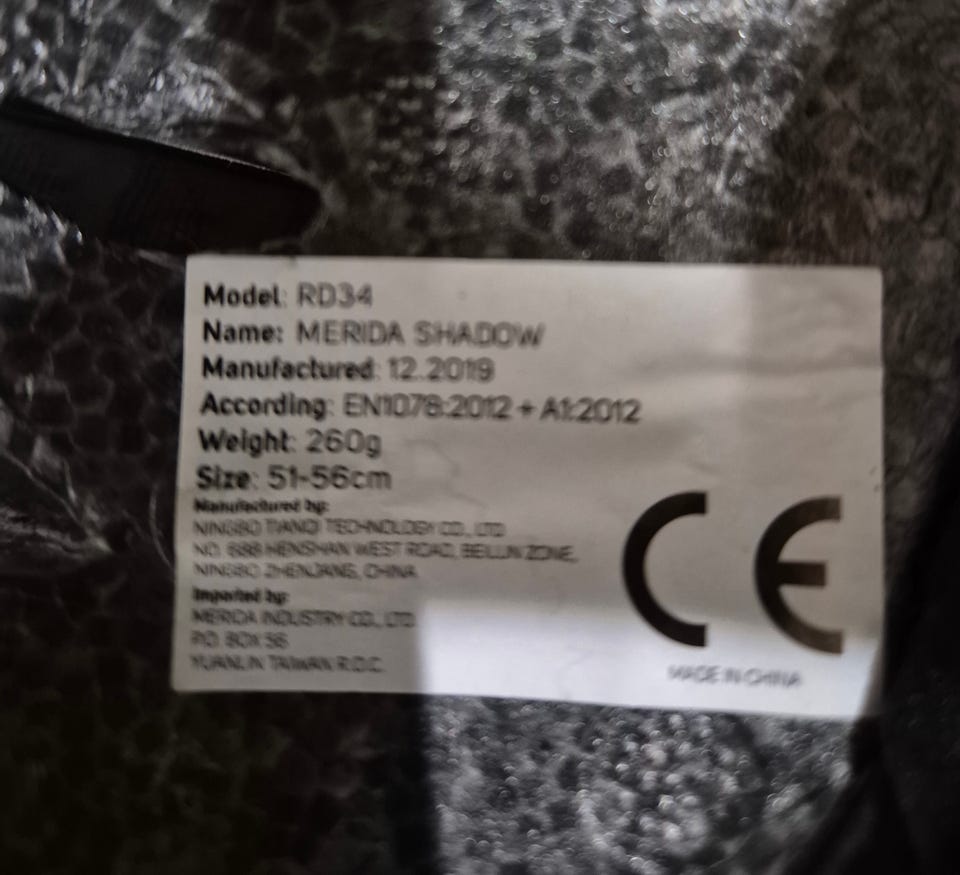 Model: RD34
Name: MERIDA SHADOW
Manufactured: 12.2019
According: EN1078:2012 + A1:2012
Weight: 260g
Size: 51-56cm
Manufactured by:
NINGBO TIANQI TECHNOLOGY CO., LTD
NO. 688 HENSHAN WEST ROAD, BEILUN ZONE,
NINGBO ZHENJIANG, CHINA
Imported by:
MERIDA INDUSTRY CO., LTD
P.O. BOX 56
YUANLIN TAIWAN R.O.C.
CE
MADE IN CHINA